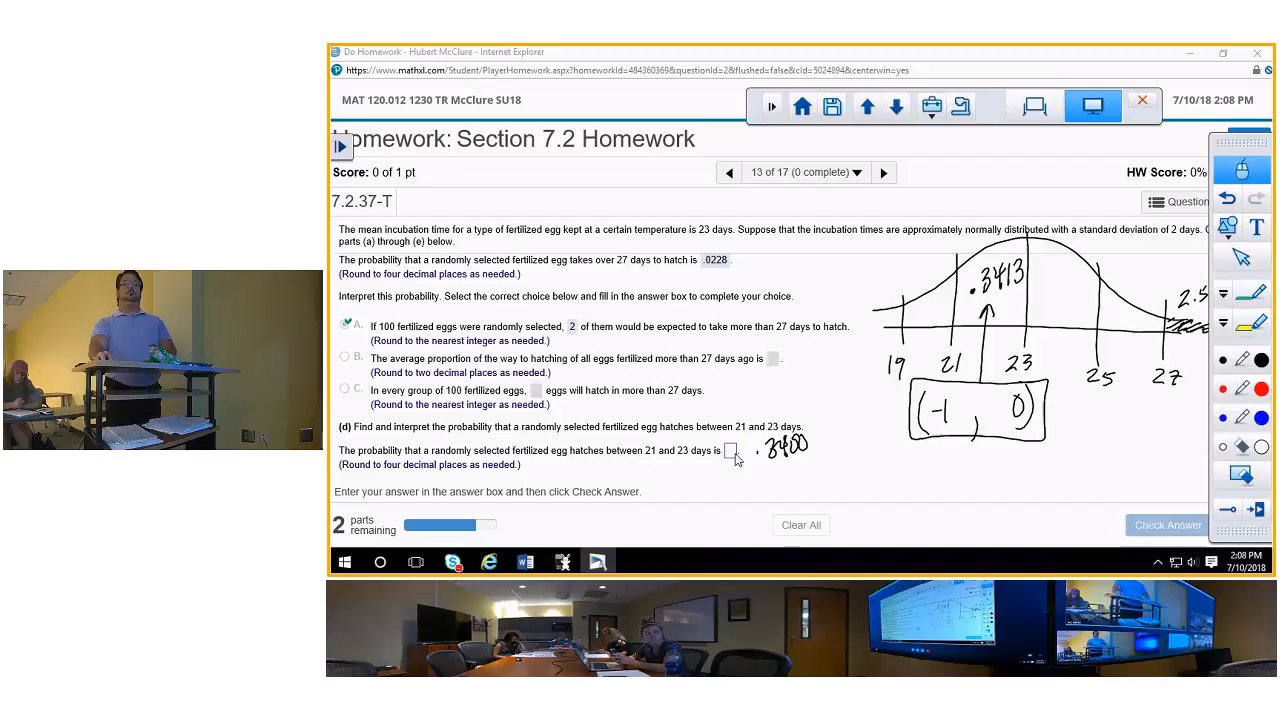 Do Homework - Hubert McClure - Internet Explorer
https://www.mathxl.com/Student/PlayerHomework.aspx?homeworkId=484360369&questionId=2&flushed=false&cId=5024894&centerwin=yes
MAT 120.012 1230 TR McClure SU18
7/10/18 2:08 PM
omework: Section 7.2 Homework
Score: 0 of 1 pt
13 of 17 (0 complete)
HW Score: 0%
7.2.37-T
Question
The mean incubation time for a type of fertilized egg kept at a certain temperature is 23 days. Suppose that the incubation times are approximately normally distributed with a standard deviation of 2 days.
parts (a) through (e) below.
The probability that a randomly selected fertilized egg takes over 27 days to hatch is .0228.
(Round to four decimal places as needed.)
Interpret this probability. Select the correct choice below and fill in the answer box to complete your choice.
A. If 100 fertilized eggs were randomly selected, 2 of them would be expected to take more than 27 days to hatch.
(Round to the nearest integer as needed.)
B. The average proportion of the way to hatching of all eggs fertilized more than 27 days ago is .
(Round to two decimal places as needed.)
C. In every group of 100 fertilized eggs, eggs will hatch in more than 27 days.
(Round to the nearest integer as needed.)
(d) Find and interpret the probability that a randomly selected fertilized egg hatches between 21 and 23 days.
The probability that a randomly selected fertilized egg hatches between 21 and 23 days is . .3400
(Round to four decimal places as needed.)
.3413
2.5
19 21 23 25 27
(-1, 0)
Enter your answer in the answer box and then click Check Answer.
2 parts remaining
Clear All
Check Answer
T
2:08 PM
7/10/2018